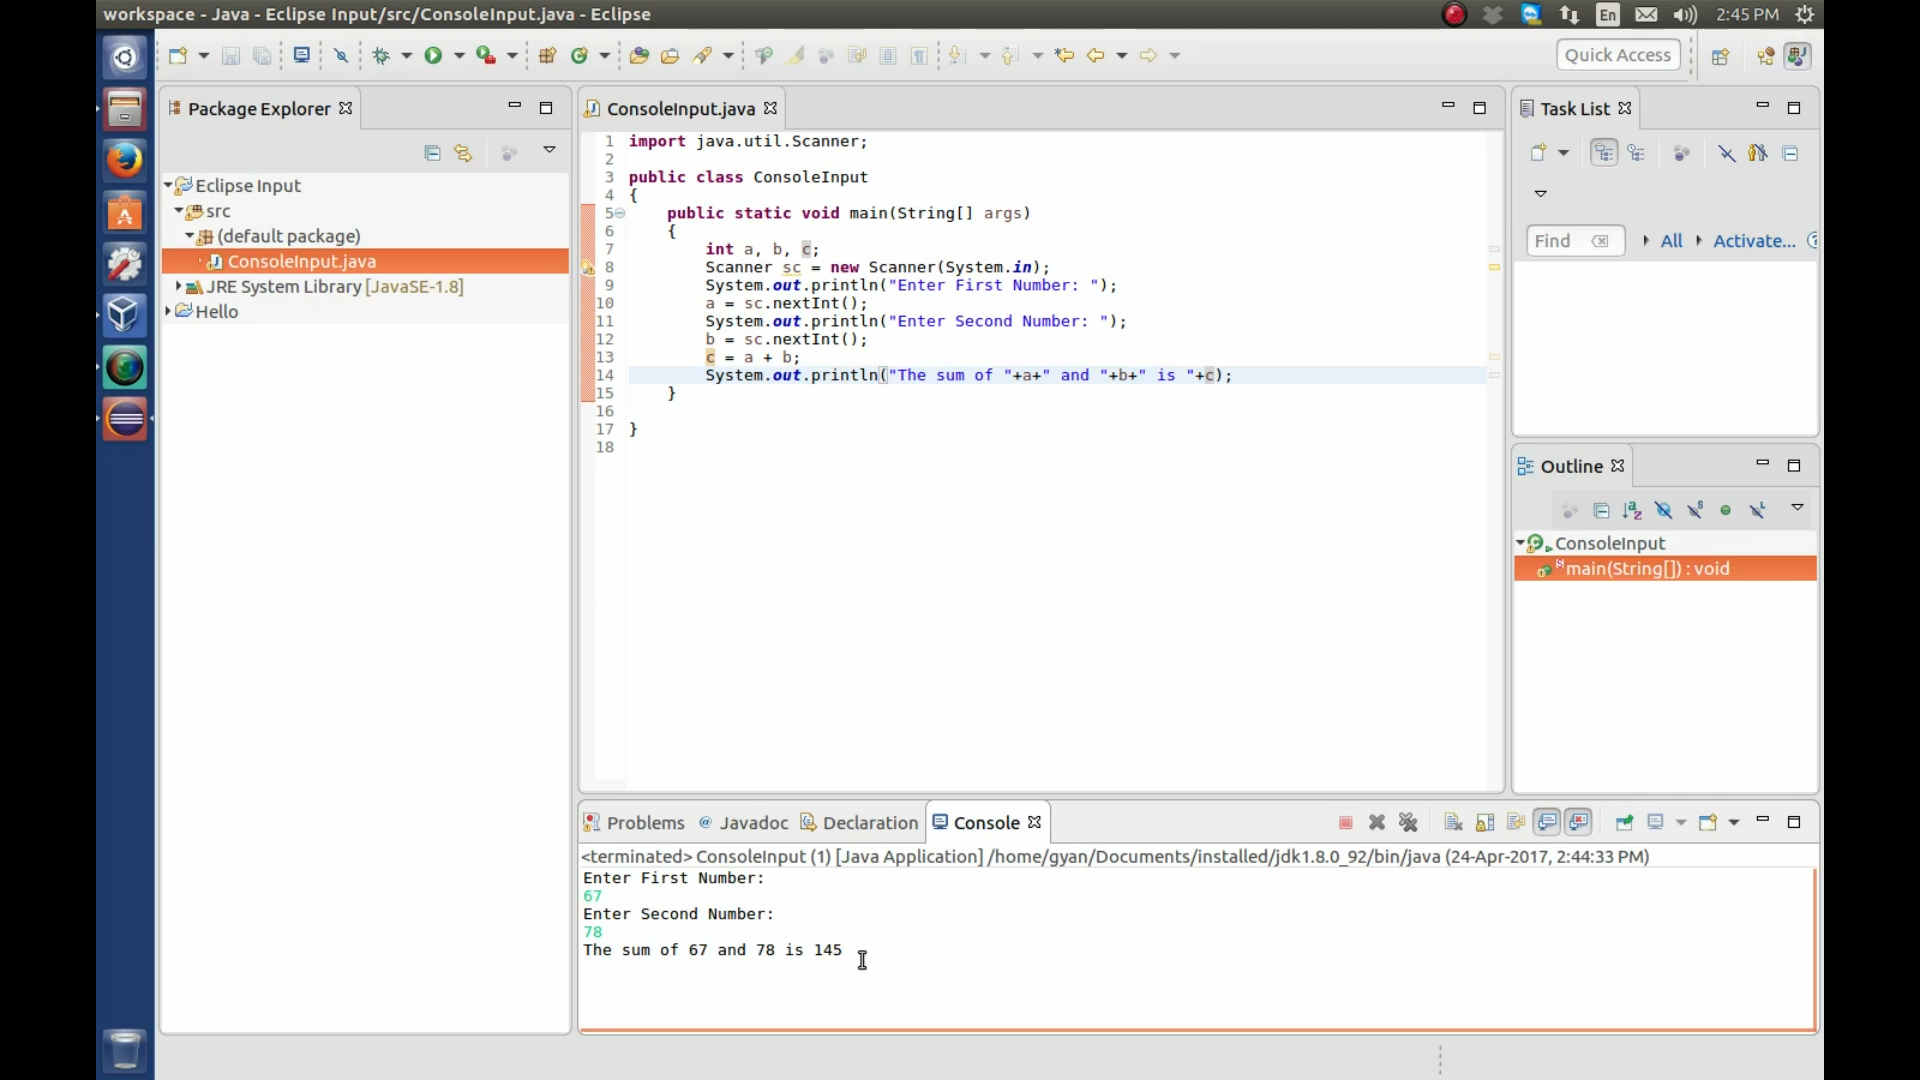 workspace - Java - Eclipse Input/src/ConsoleInput.java - Eclipse
En
2:45 PM
Quick Access
Package Explorer
Eclipse Input
src
(default package)
ConsoleInput.java
JRE System Library [JavaSE-1.8]
Hello
ConsoleInput.java
1 import java.util.Scanner;
2
3 public class ConsoleInput
4 {
5 public static void main(String[] args)
6 {
7 int a, b, c;
8 Scanner sc = new Scanner(System.in);
9 System.out.println("Enter First Number: ");
10 a = sc.nextInt();
11 System.out.println("Enter Second Number: ");
12 b = sc.nextInt();
13 c = a + b;
14 System.out.println("The sum of "+a+" and "+b+" is "+c);
15 }
16
17 }
18
Task List
Find
All
Activate...
Outline
ConsoleInput
main(String[]) : void
Problems
Javadoc
Declaration
Console
<terminated> ConsoleInput (1) [Java Application] /home/gyan/Documents/installed/jdk1.8.0_92/bin/java (24-Apr-2017, 2:44:33 PM)
Enter First Number:
67
Enter Second Number:
78
The sum of 67 and 78 is 145